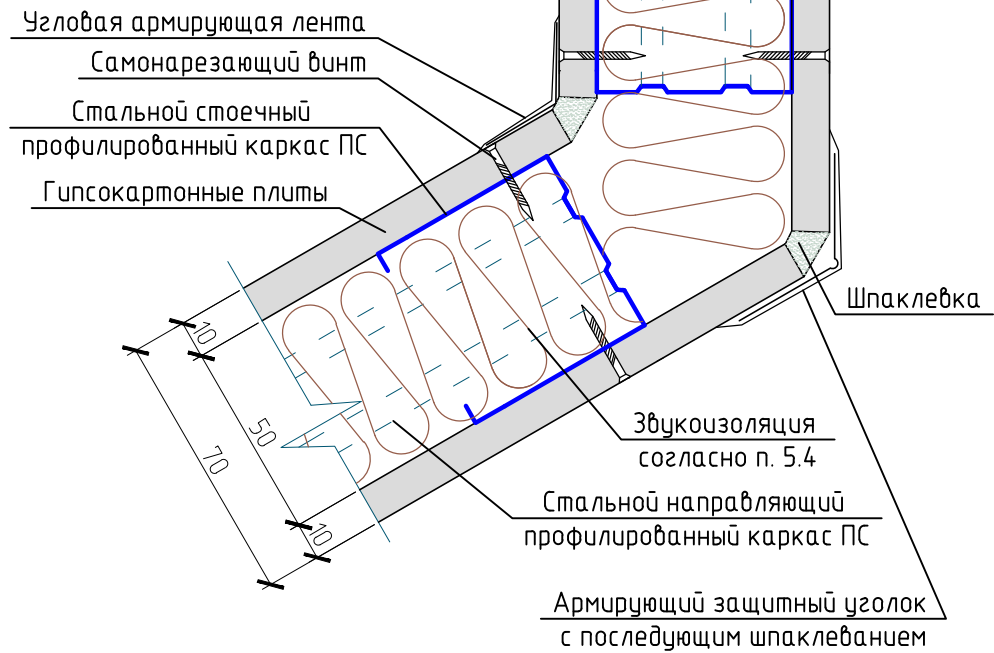 Угловая армирующая лента
Самонарезающий винт
Стальной стоечный
профилированный каркас ПС
Гипсокартонные плиты
Шпаклевка
10
50
70
10
Звукоизоляция
согласно п. 5.4
Стальной направляющий
профилированный каркас ПС
Армирующий защитный уголок
с последующим шпаклеванием